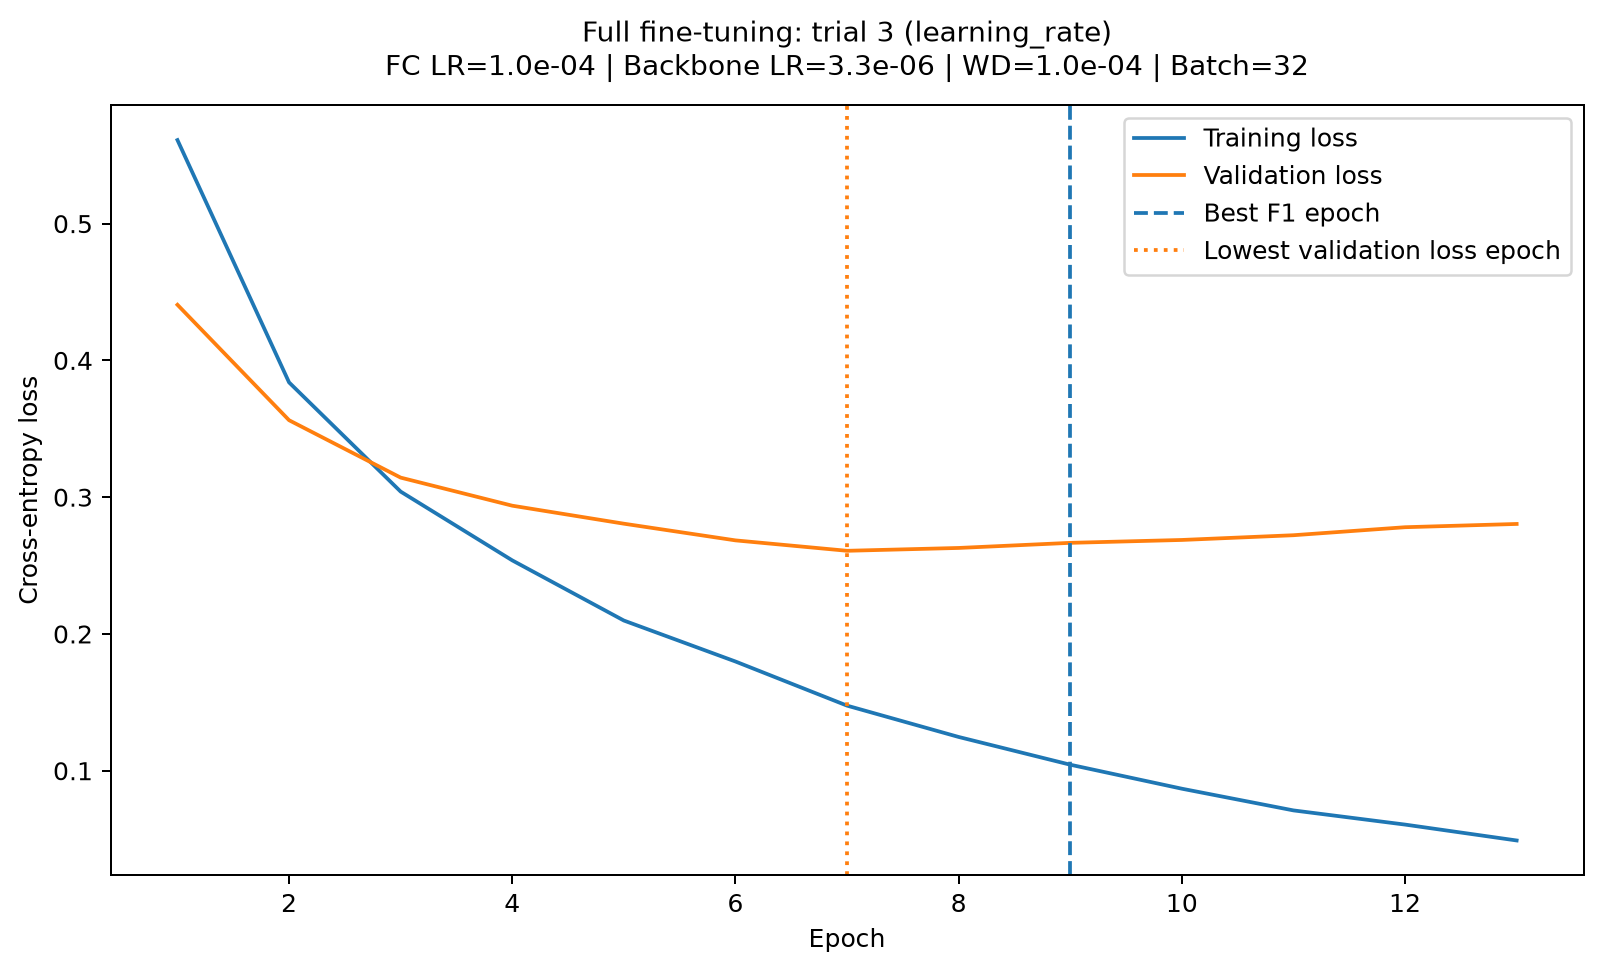 Full fine-tuning: trial 3 (learning_rate)
FC LR=1.0e-04 | Backbone LR=3.3e-06 | WD=1.0e-04 | Batch=32
Training loss
Validation loss
Best F1 epoch
Lowest validation loss epoch
Cross-entropy loss
0.5
0.4
0.3
0.2
0.1
2 4 6 8 10 12
Epoch